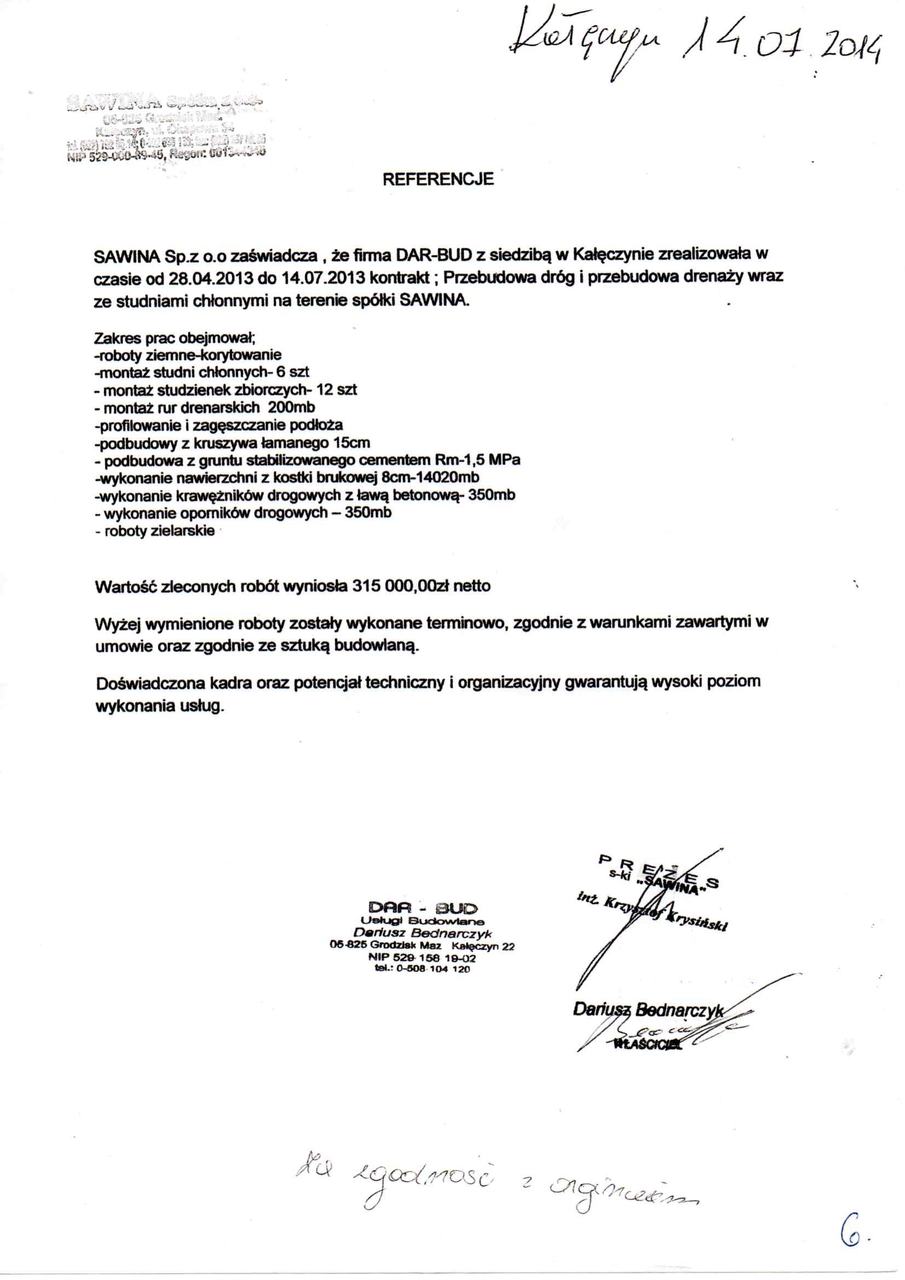 14.07.2014
SAWINA Spółka z o.o.
05-825 Grodzisk Maz.
NIP 529-000-89-45, Regon:
REFERENCJE
SAWINA Sp.z o.o zaświadcza , że firma DAR-BUD z siedzibą w Kałęczynie zrealizowała w
czasie od 28.04.2013 do 14.07.2013 kontrakt ; Przebudowa dróg i przebudowa drenaży wraz
ze studniami chłonnymi na terenie spółki SAWINA.
Zakres prac obejmował;
-roboty ziemne-korytowanie
-montaż studni chłonnych- 6 szt
- montaż studzienek zbiorczych- 12 szt
- montaż rur drenarskich 200mb
-profilowanie i zagęszczanie podłoża
-podbudowy z kruszywa łamanego 15cm
- podbudowa z gruntu stabilizowanego cementem Rm-1,5 MPa
-wykonanie nawierzchni z kostki brukowej 8cm-14020mb
-wykonanie krawężników drogowych z ławą betonową- 350mb
- wykonanie oporników drogowych – 350mb
- roboty zielarskie
Wartość zleconych robót wyniosła 315 000,00zł netto
Wyżej wymienione roboty zostały wykonane terminowo, zgodnie z warunkami zawartymi w
umowie oraz zgodnie ze sztuką budowlaną.
Doświadczona kadra oraz potencjał techniczny i organizacyjny gwarantują wysoki poziom
wykonania usług.
PREZES
s-ki „SAWINA"
inż. Krzysztof Krysiński
DAR - BUD
Usługi Budowlane
Dariusz Bednarczyk
05-825 Grodzisk Maz Kałęczyn 22
NIP 529-158-19-02
tel.: 0-508-104 120
Dariusz Bednarczyk
WŁAŚCICIEL
Za zgodność z
6.